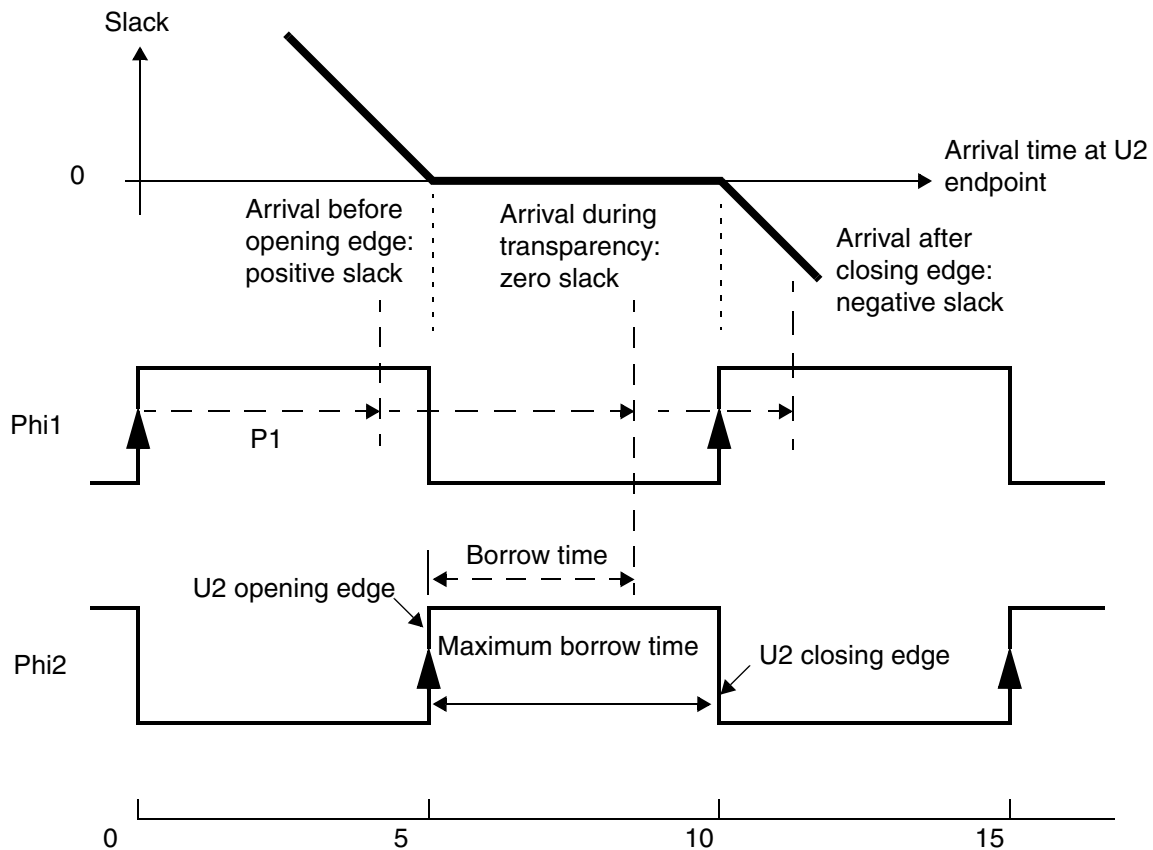 Slack
0
Arrival time at U2
endpoint
Arrival before
opening edge:
positive slack
Arrival during
transparency:
zero slack
Arrival after
closing edge:
negative slack
Phi1
P1
Borrow time
U2 opening edge
Maximum borrow time
U2 closing edge
Phi2
0
5
10
15